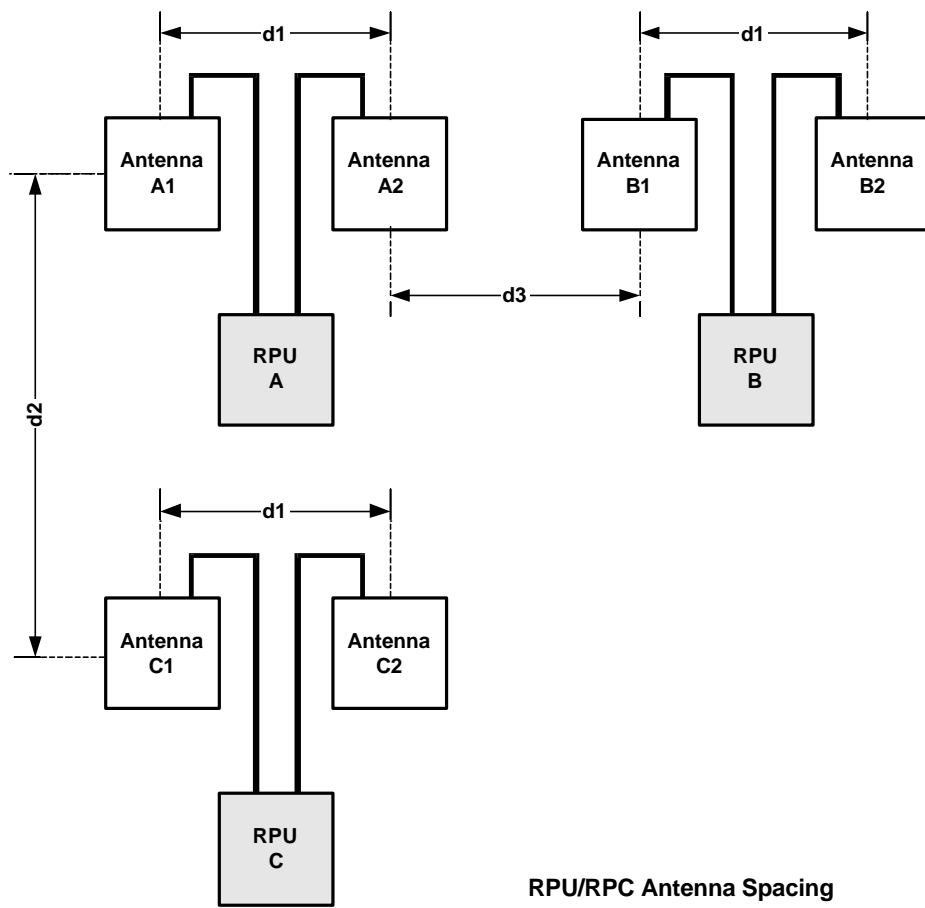 d1
d1
Antenna
A1
Antenna
A2
Antenna
B1
Antenna
B2
d3
RPU
A
RPU
B
d2
d1
Antenna
C1
Antenna
C2
RPU
C
RPU/RPC Antenna Spacing